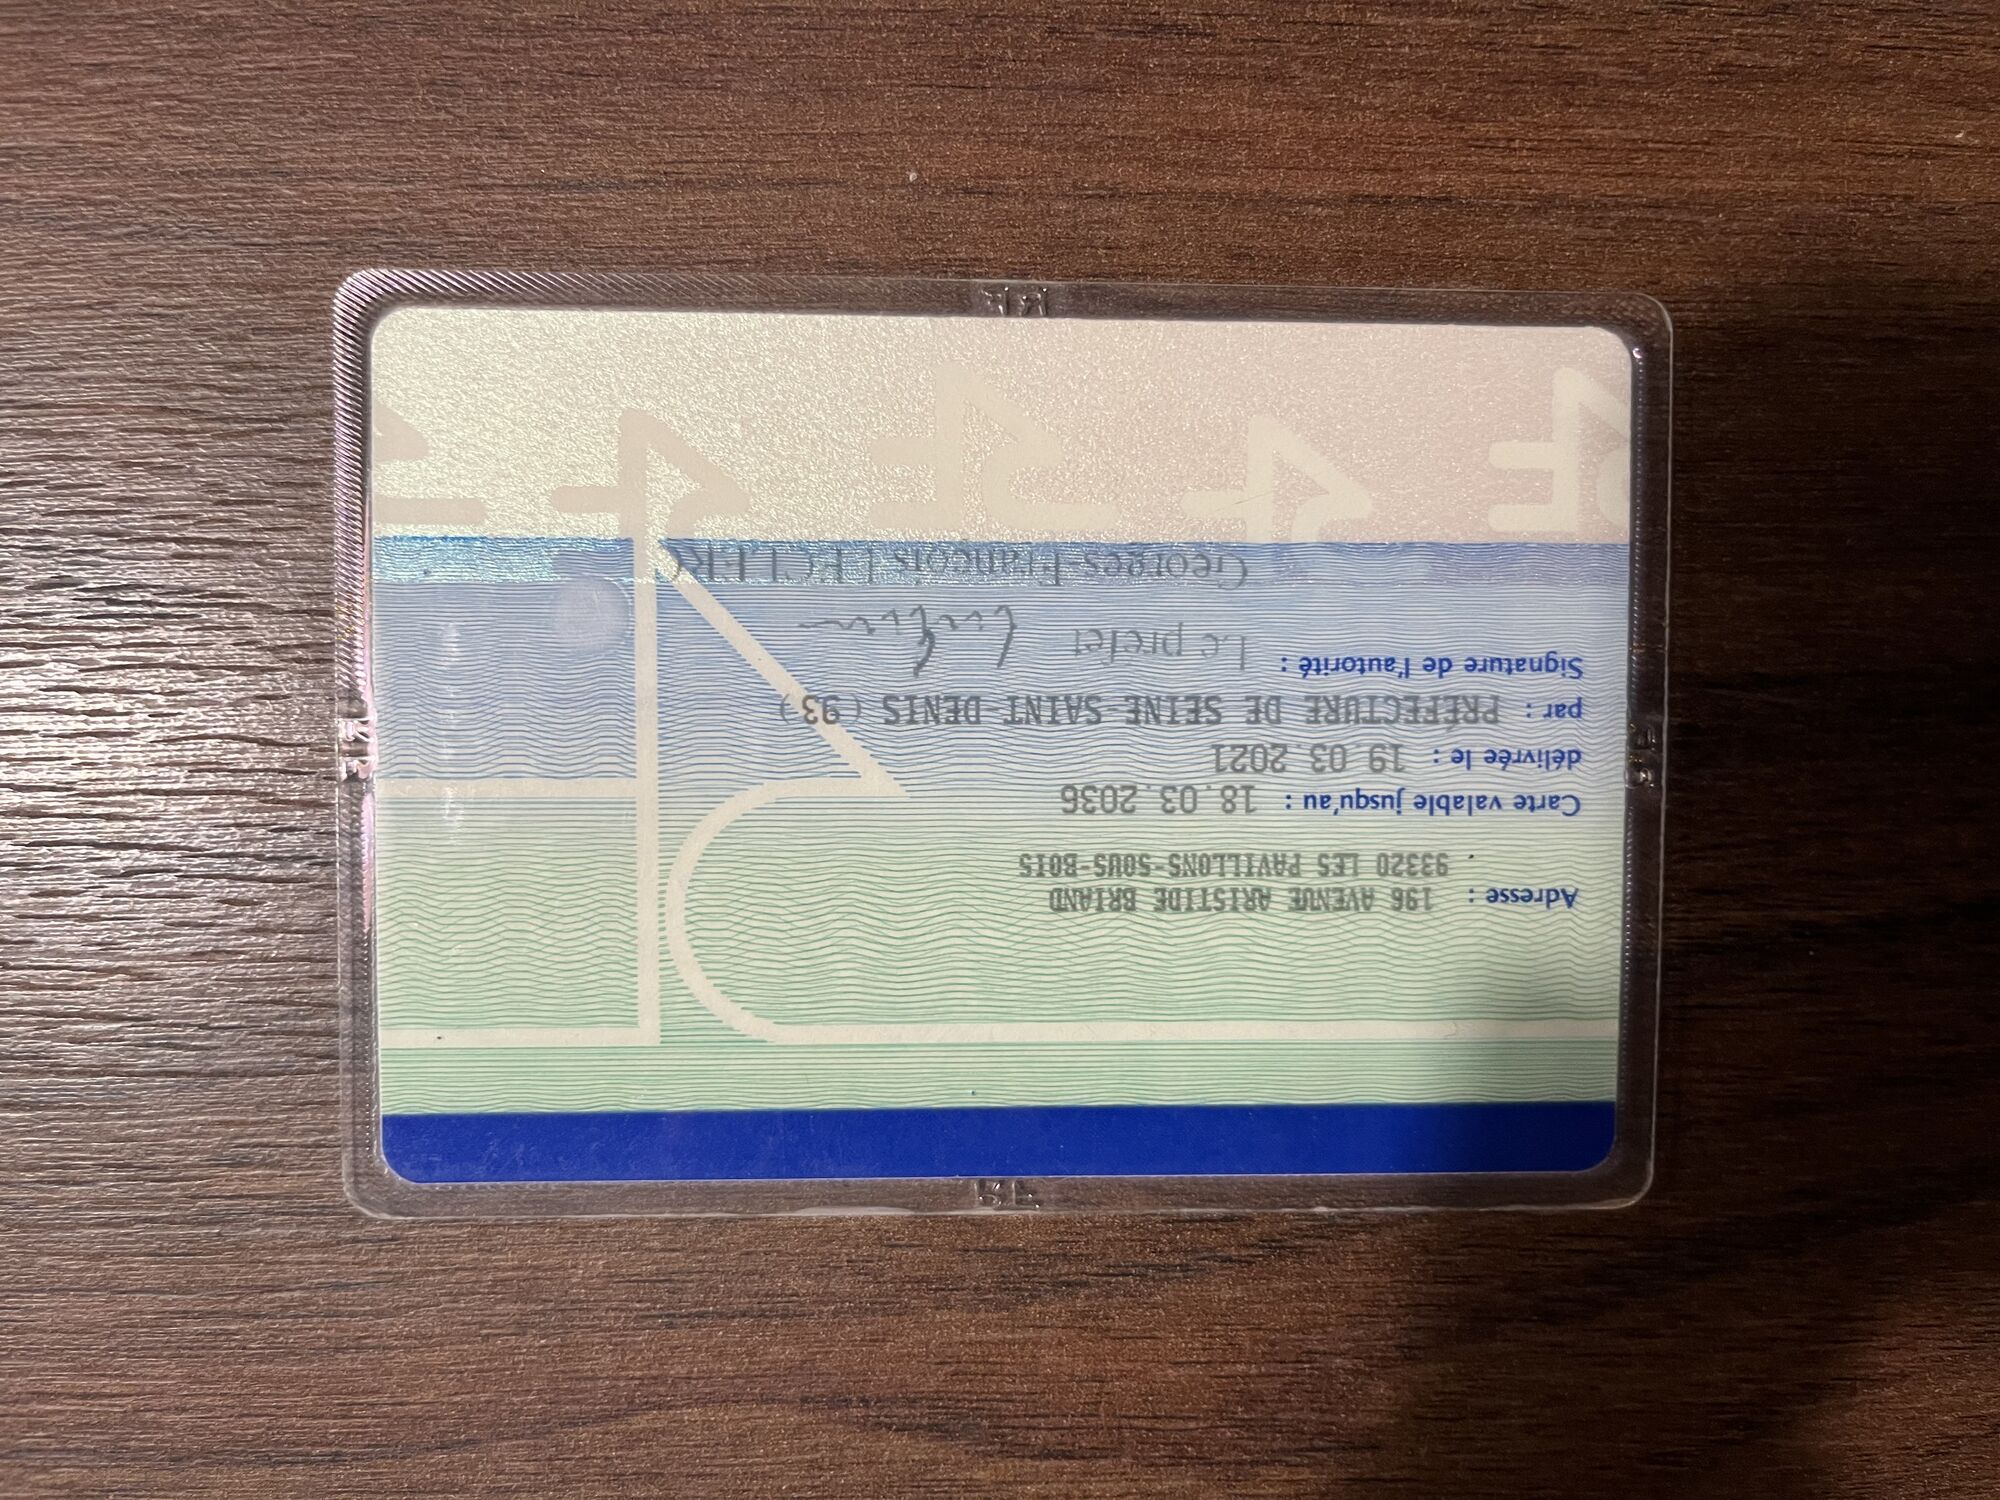 Adresse : 196 AVENUE ARISTIDE BRIAND
93320 LES PAVILLONS-SOUS-BOIS
Carte valable jusqu'au : 18.03.2036
délivrée le : 19.03.2021
par : PRÉFECTURE DE SEINE-SAINT-DENIS (93)
Signature de l'autorité : Le préfet
Georges-François LECLERC